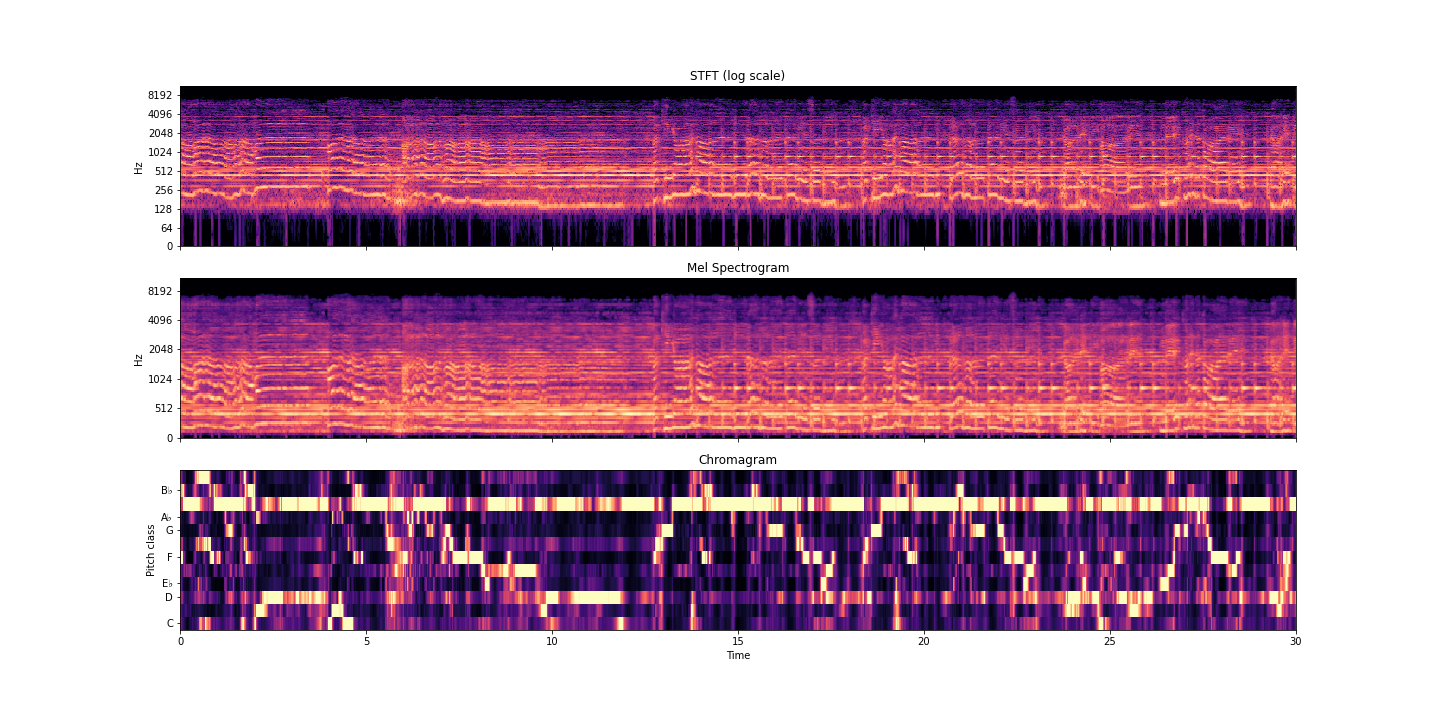 STFT (log scale)
8192
4096
2048
1024
512
256
128
64
0
Hz
Mel Spectrogram
8192
4096
2048
1024
512
0
Hz
Chromagram
B♭
A♭
G
F
E♭
D
C
Pitch class
0 5 10 15 20 25 30
Time